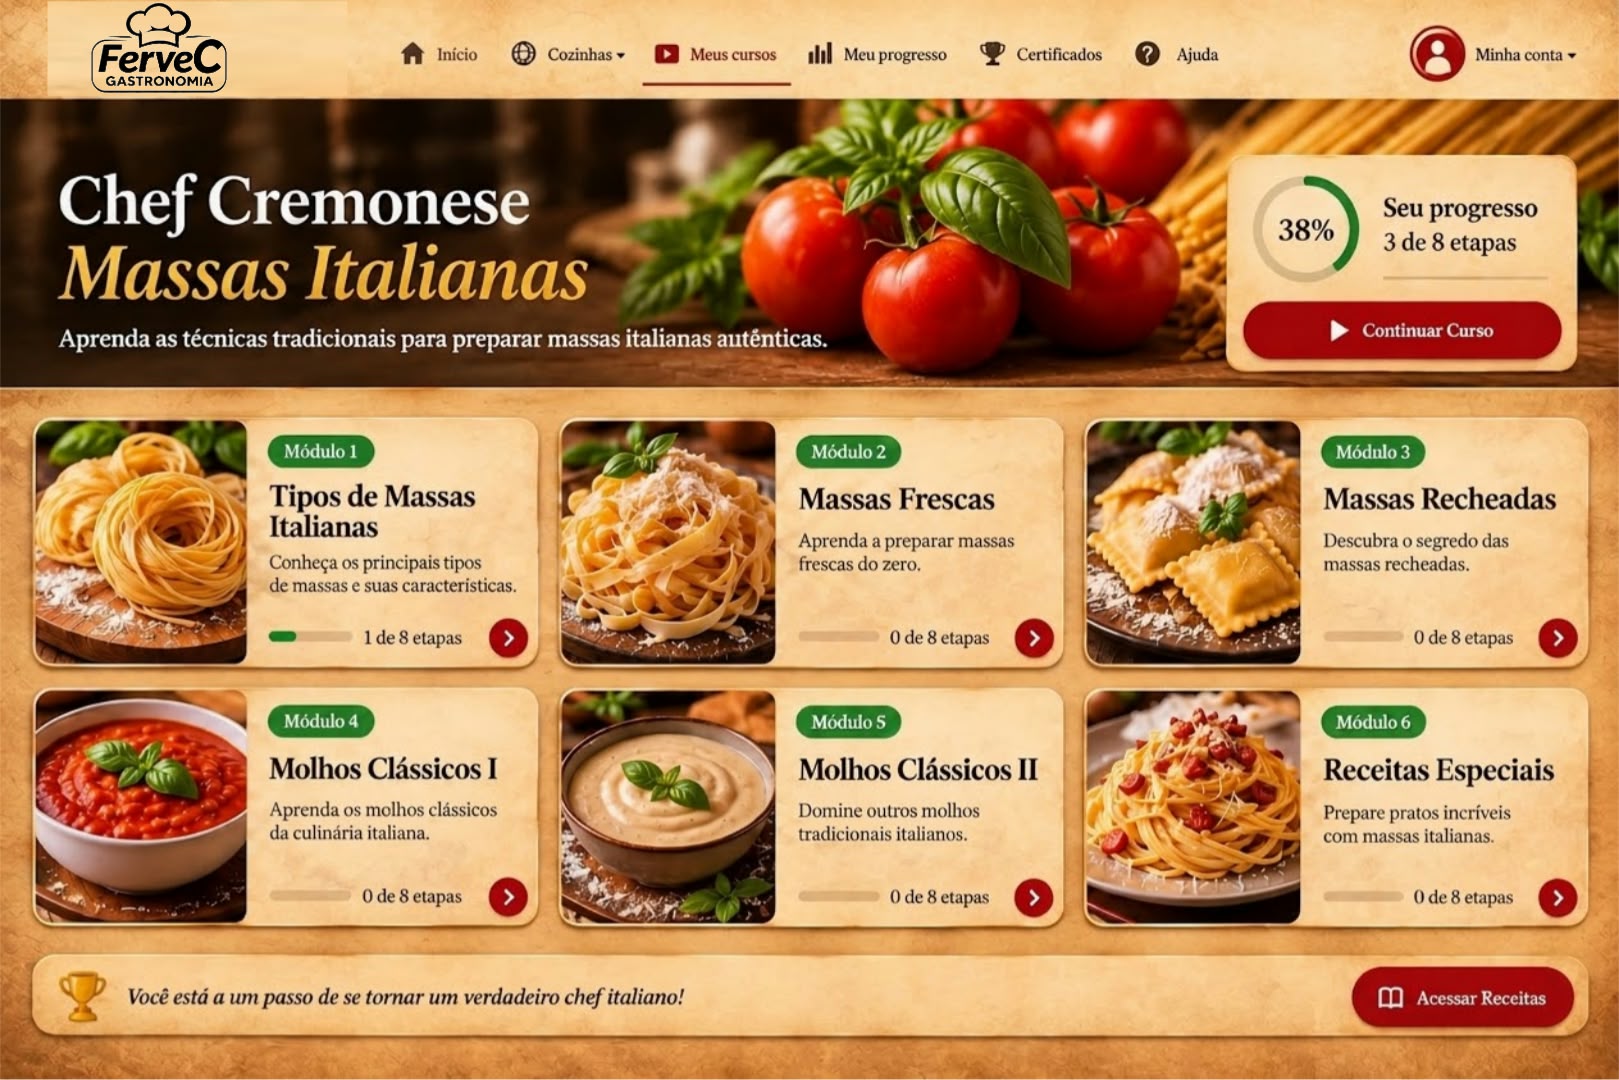 FerveC
GASTRONOMIA
Início
Cozinhas
Meus cursos
Meu progresso
Certificados
? Ajuda
Minha conta
Chef Cremonese
Massas Italianas
Aprenda as técnicas tradicionais para preparar massas italianas autênticas.
38%
Seu progresso
3 de 8 etapas
Continuar Curso
Módulo 1
Tipos de Massas
Italianas
Conheça os principais tipos
de massas e suas características.
1 de 8 etapas
Módulo 2
Massas Frescas
Aprenda a preparar massas
frescas do zero.
0 de 8 etapas
Módulo 3
Massas Recheadas
Descubra o segredo das
massas recheadas.
0 de 8 etapas
Módulo 4
Molhos Clássicos I
Aprenda os molhos clássicos
da culinária italiana.
0 de 8 etapas
Módulo 5
Molhos Clássicos II
Domine outros molhos
tradicionais italianos.
0 de 8 etapas
Módulo 6
Receitas Especiais
Prepare pratos incríveis
com massas italianas.
0 de 8 etapas
Você está a um passo de se tornar um verdadeiro chef italiano!
Acessar Receitas